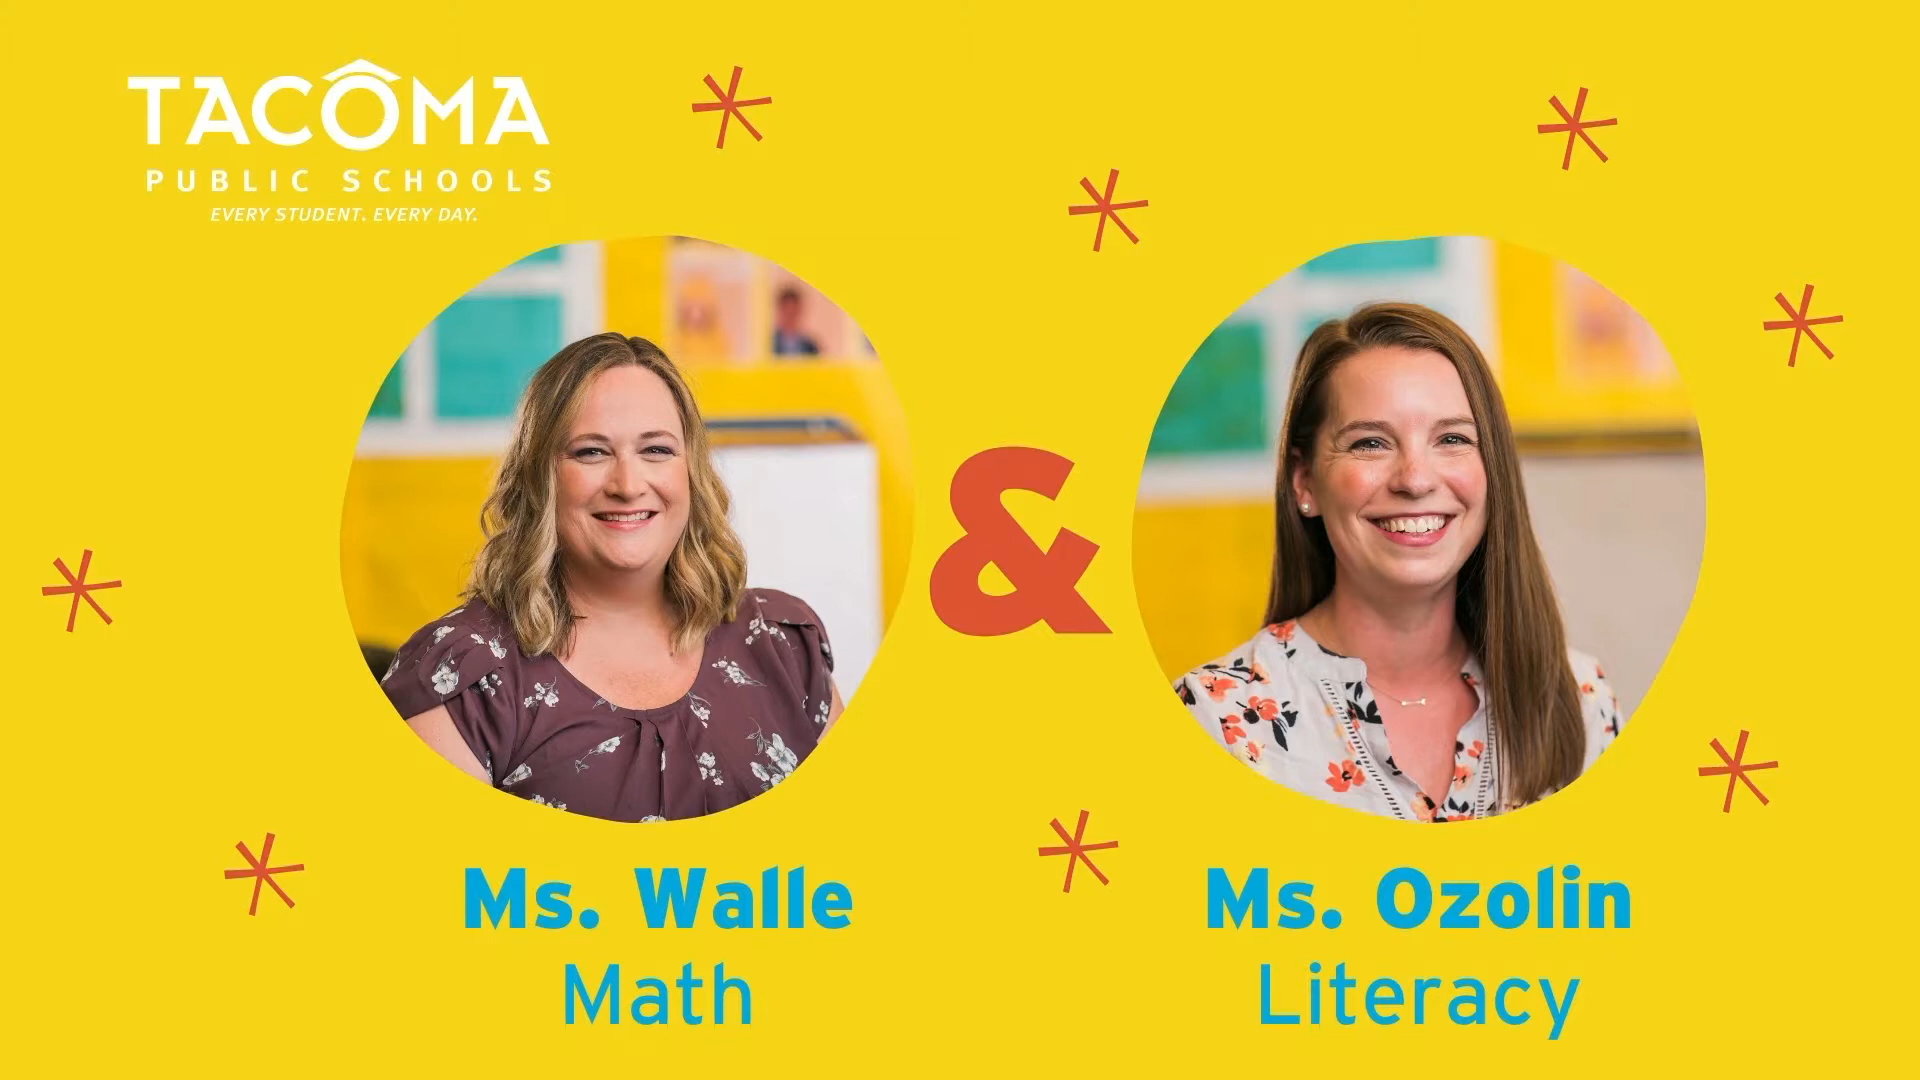 TACOMA
PUBLIC SCHOOLS
EVERY STUDENT. EVERY DAY.
&
Ms. Walle
Math
Ms. Ozolin
Literacy